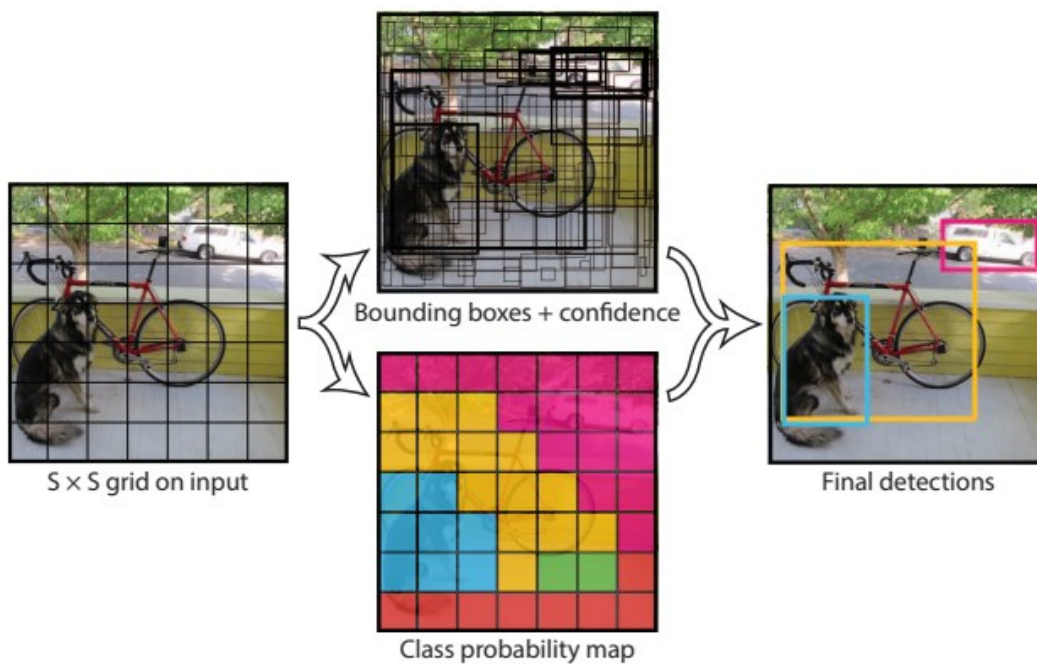 S × S grid on input
Bounding boxes + confidence
Class probability map
Final detections